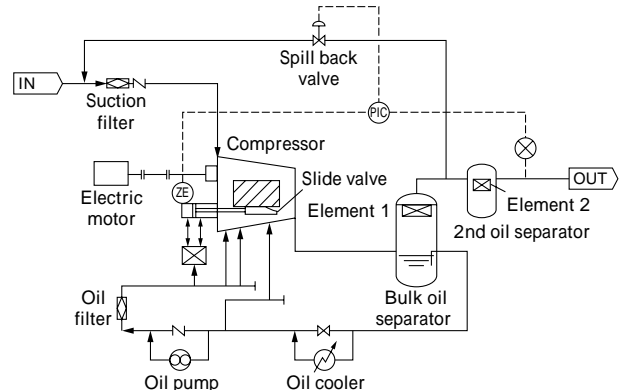 Spill back
valve
IN
Suction
filter
PIC
Compressor
Electric
motor
ZE
Slide valve
Element 1
OUT
Element 2
2nd oil separator
Oil
filter
Bulk oil
separator
Oil pump
Oil cooler